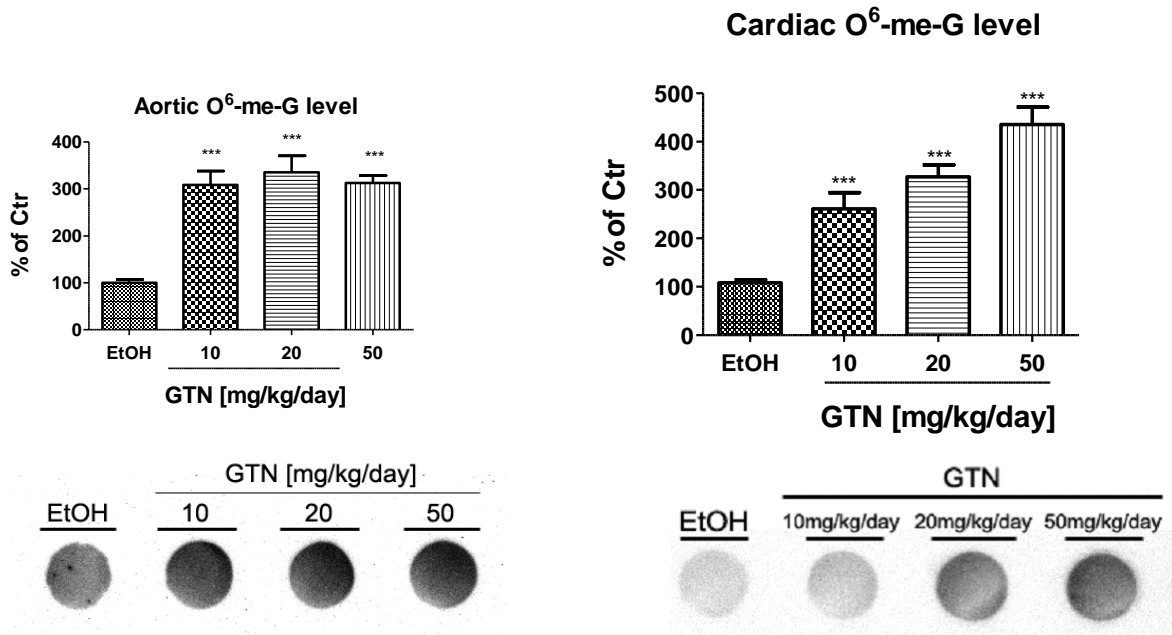 Aortic O⁶-me-G level
% of Ctr
400
300
200
100
0
***
***
***
EtOH 10 20 50
GTN [mg/kg/day]
Cardiac O⁶-me-G level
% of Ctr
500
400
300
200
100
0
***
***
***
EtOH 10 20 50
GTN [mg/kg/day]
GTN [mg/kg/day]
EtOH 10 20 50
GTN
EtOH 10mg/kg/day 20mg/kg/day 50mg/kg/day